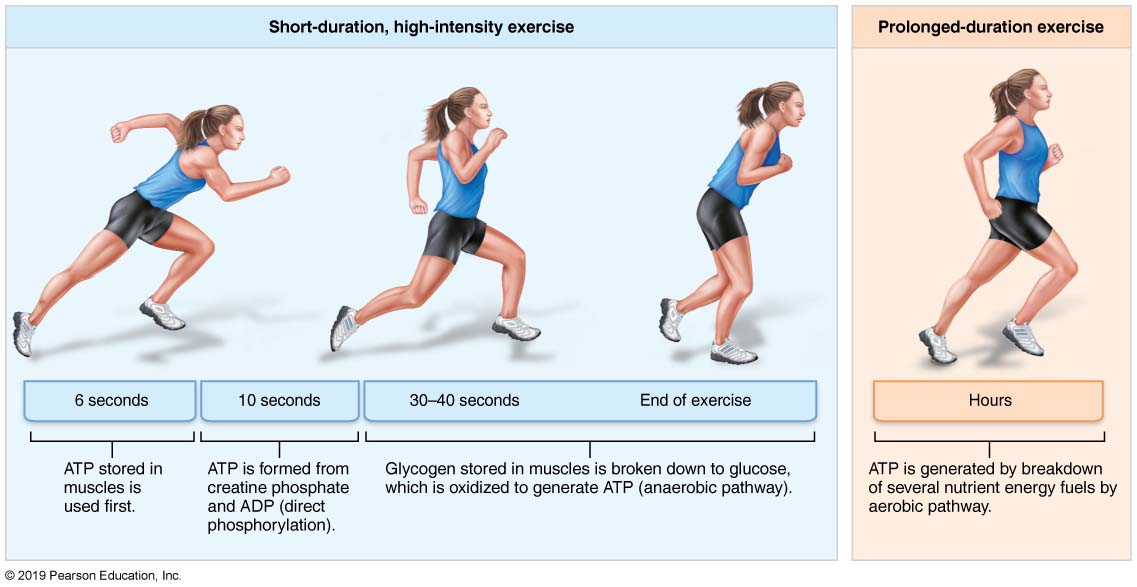 Short-duration, high-intensity exercise
Prolonged-duration exercise
6 seconds
10 seconds
30–40 seconds
End of exercise
Hours
ATP stored in
muscles is
used first.
ATP is formed from
creatine phosphate
and ADP (direct
phosphorylation).
Glycogen stored in muscles is broken down to glucose,
which is oxidized to generate ATP (anaerobic pathway).
ATP is generated by breakdown
of several nutrient energy fuels by
aerobic pathway.
© 2019 Pearson Education, Inc.